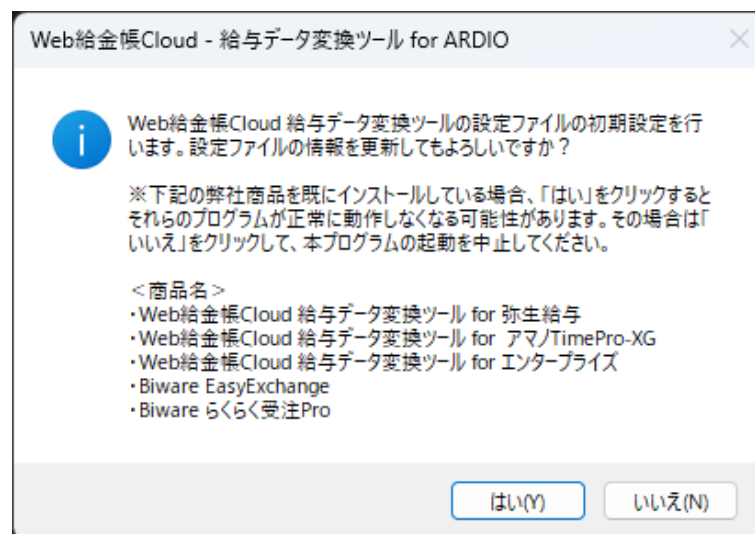 Web給金帳Cloud - 給与データ変換ツール for ARDIO
Web給金帳Cloud 給与データ変換ツールの設定ファイルの初期設定を行
います。設定ファイルの情報を更新してもよろしいですか？
※下記の弊社商品を既にインストールしている場合、「はい」をクリックすると
それらのプログラムが正常に動作しなくなる可能性があります。その場合は「
いいえ」をクリックして、本プログラムの起動を中止してください。
＜商品名＞
・Web給金帳Cloud 給与データ変換ツール for 弥生給与
・Web給金帳Cloud 給与データ変換ツール for アマノTimePro-XG
・Web給金帳Cloud 給与データ変換ツール for エンタープライズ
・Biware EasyExchange
・Biware らくらく受注Pro
はい(Y) いいえ(N)